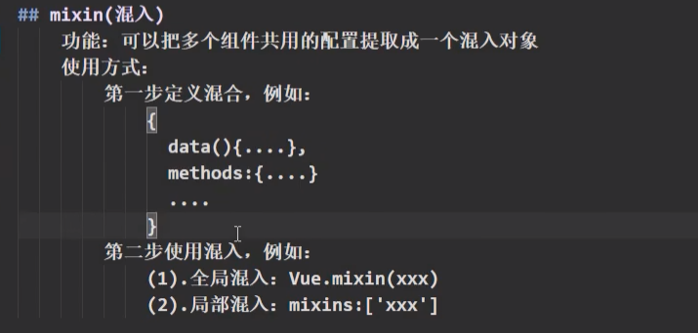 ## mixin(混入)
功能：可以把多个组件共用的配置提取成一个混入对象
使用方式：
第一步定义混合，例如：
{
data(){....},
methods:{....}
....
}
第二步使用混入，例如：
(1).全局混入：Vue.mixin(xxx)
(2).局部混入：mixins:['xxx']